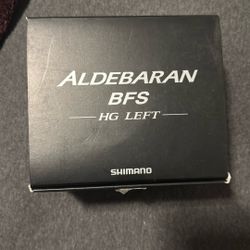 ALDEBARAN
BFS
HG LEFT
SHIMANO